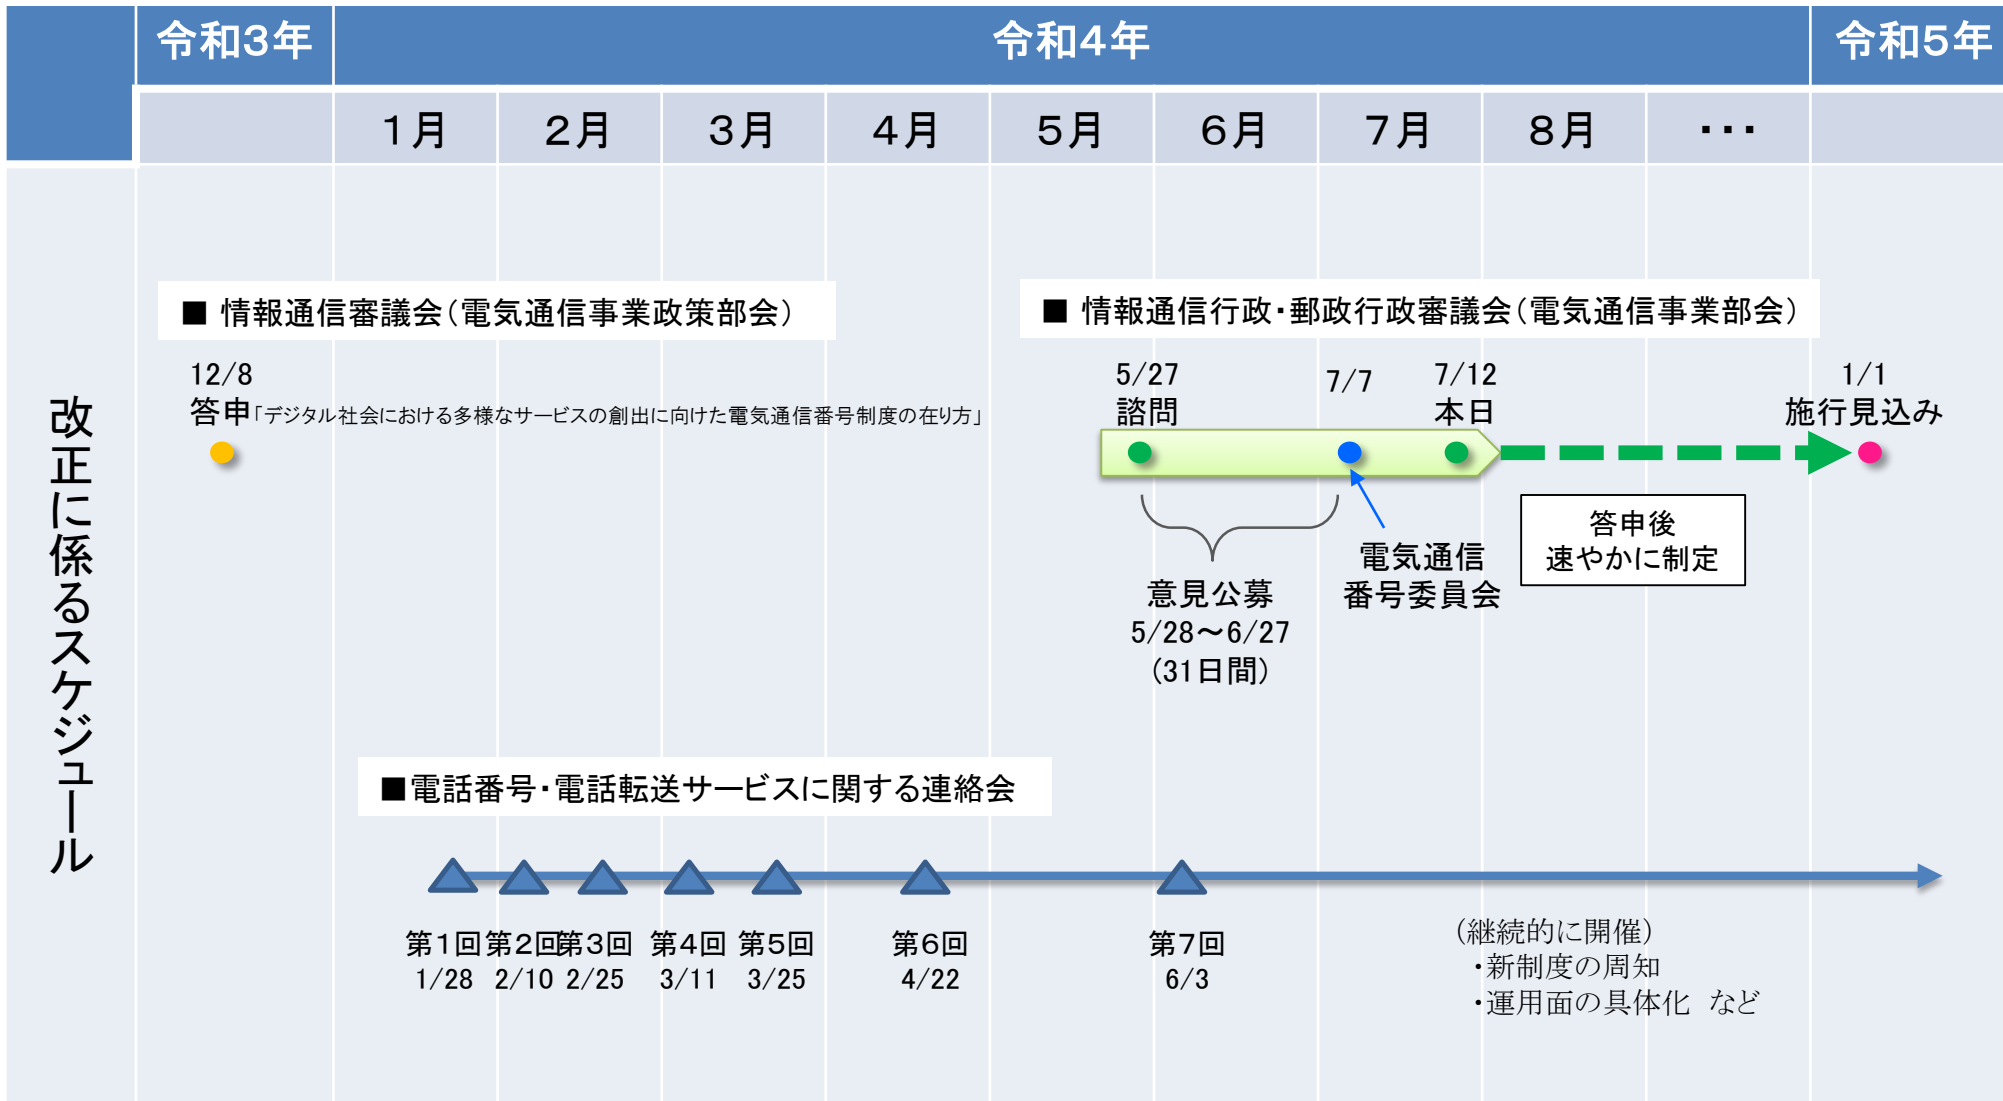 令和3年
令和4年
令和5年
1月
2月
3月
4月
5月
6月
7月
8月
・・・
改正に係るスケジュール
■ 情報通信審議会（電気通信事業政策部会）
12/8
答申「デジタル社会における多様なサービスの創出に向けた電気通信番号制度の在り方」
■ 情報通信行政・郵政行政審議会（電気通信事業部会）
5/27
諮問
7/7
7/12
本日
1/1
施行見込み
電気通信
番号委員会
答申後
速やかに制定
意見公募
5/28～6/27
（31日間）
■電話番号・電話転送サービスに関する連絡会
第1回
1/28
第2回
2/10
第3回
2/25
第4回
3/11
第5回
3/25
第6回
4/22
第7回
6/3
（継続的に開催）
・新制度の周知
・運用面の具体化　など